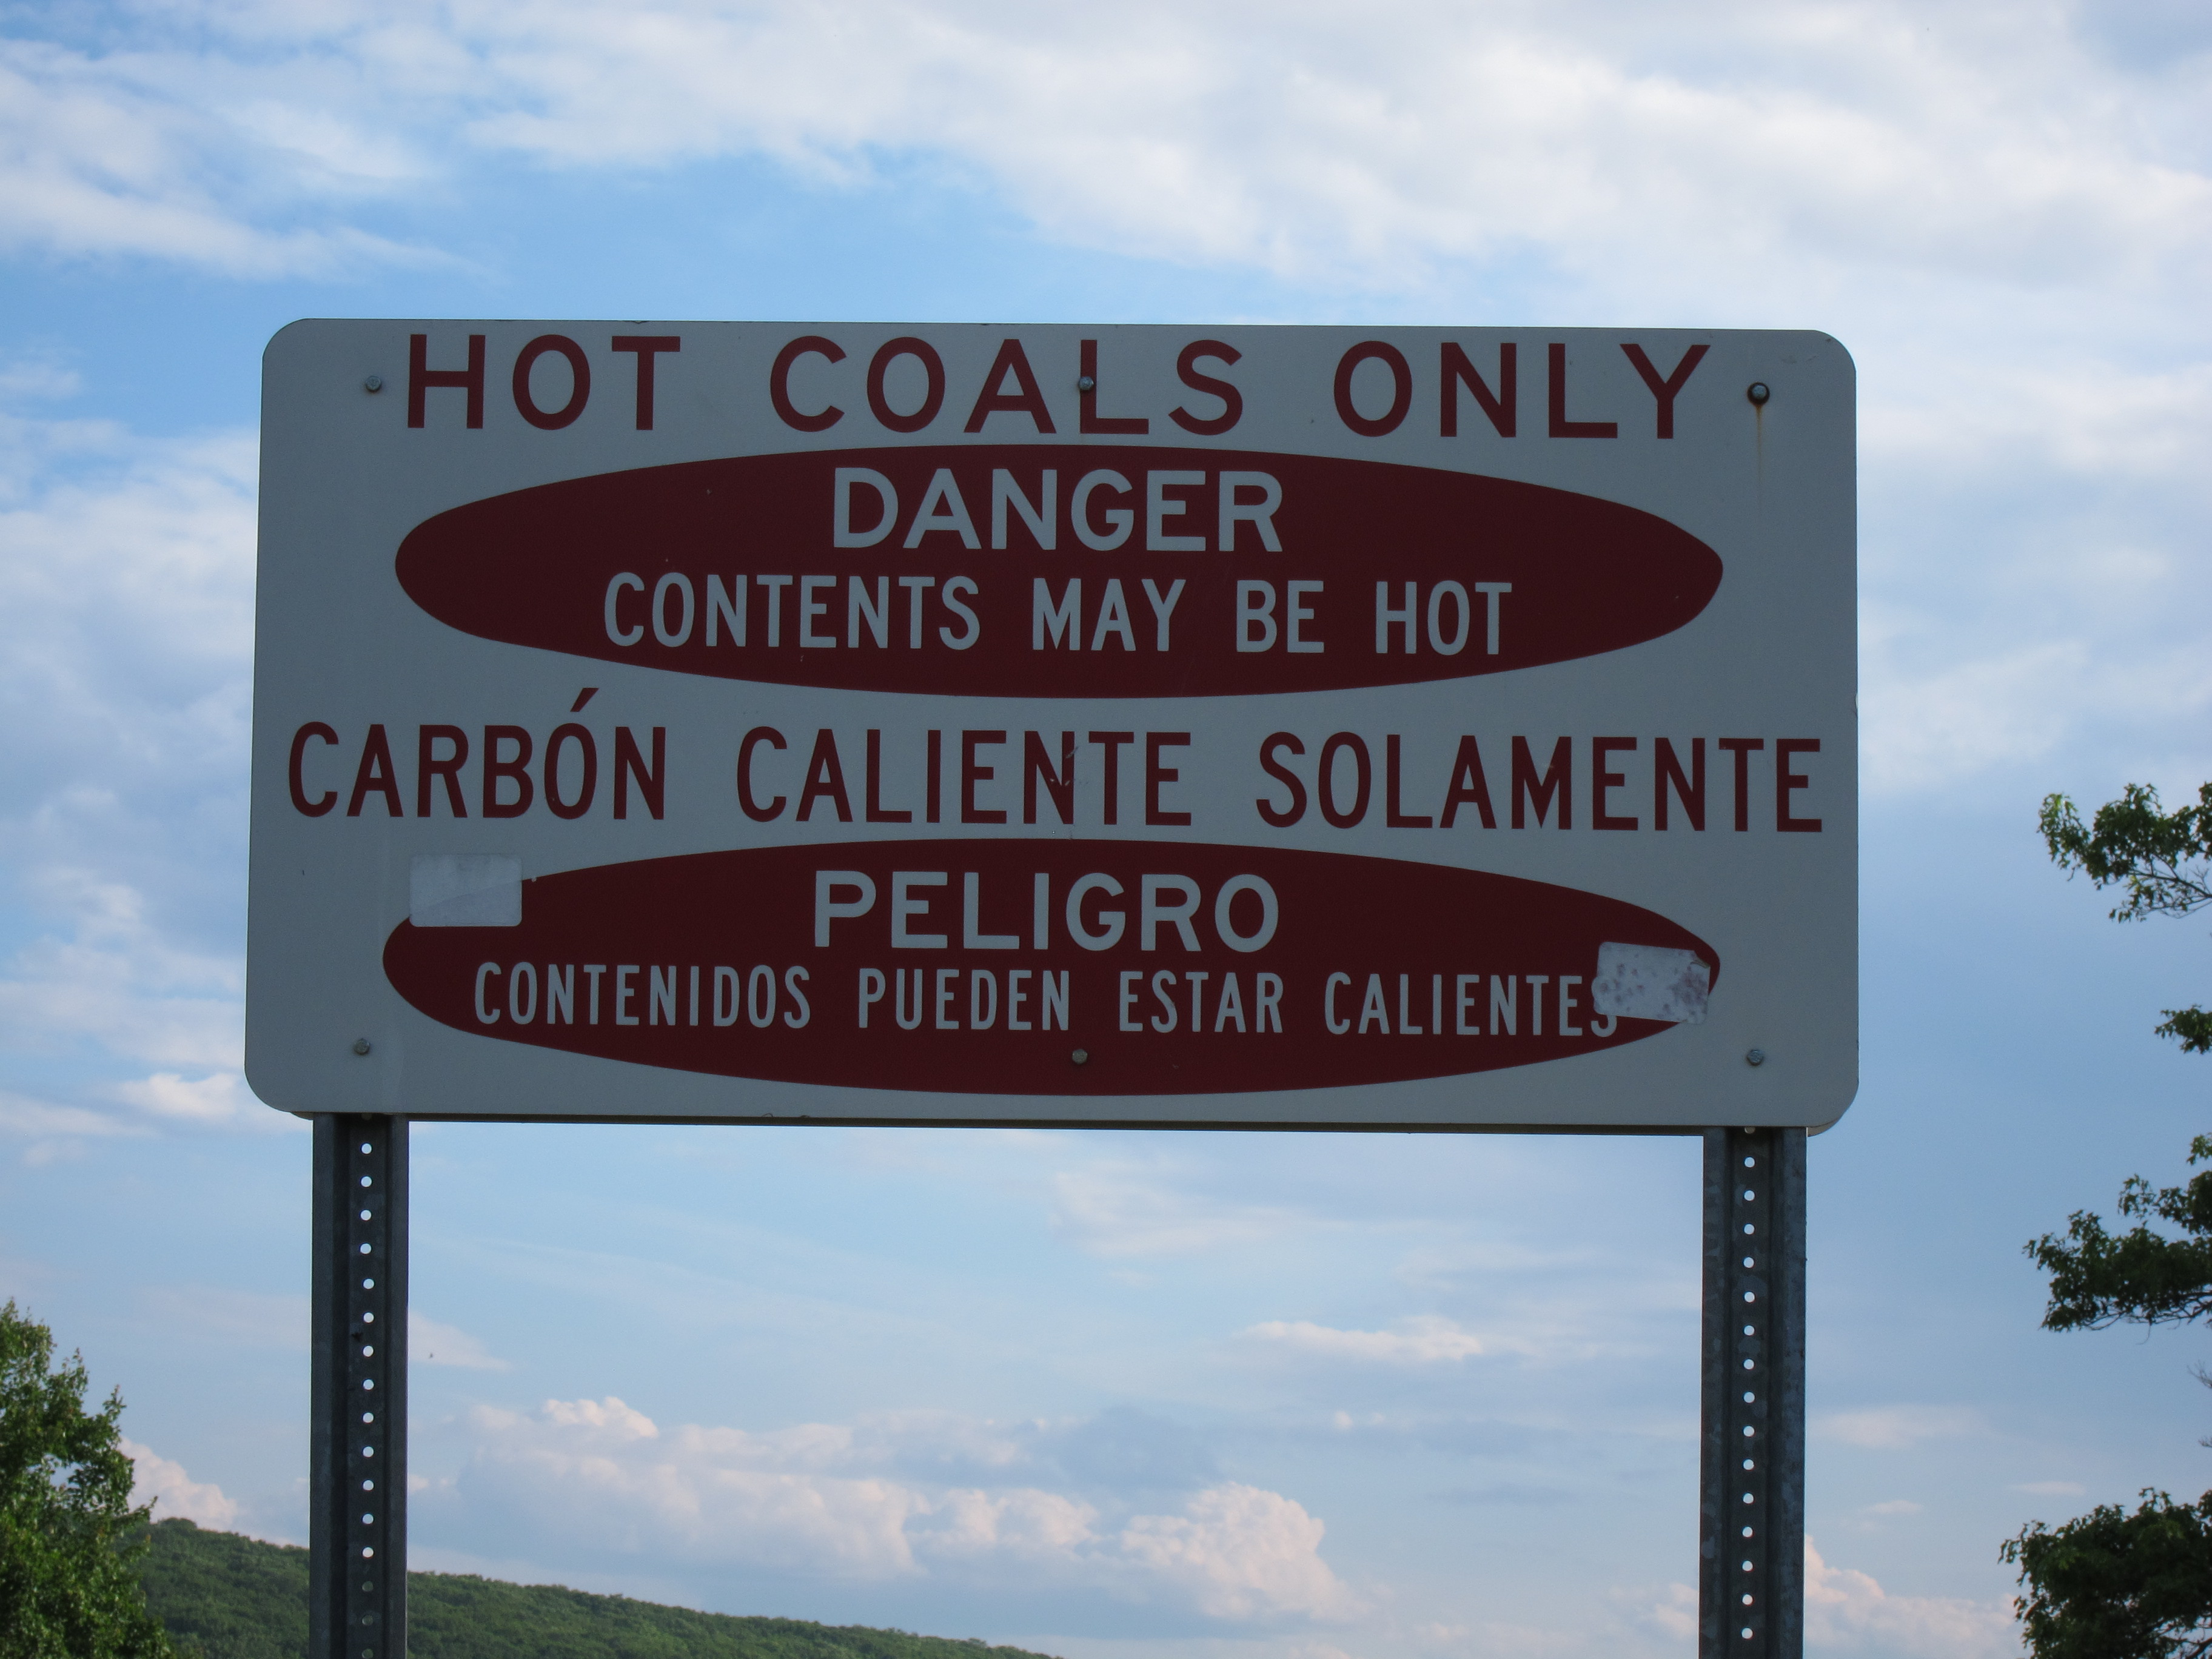 HOT COALS ONLY
DANGER
CONTENTS MAY BE HOT
CARBÓN CALIENTE SOLAMENTE
PELIGRO
CONTENIDOS PUEDEN ESTAR CALIENTES